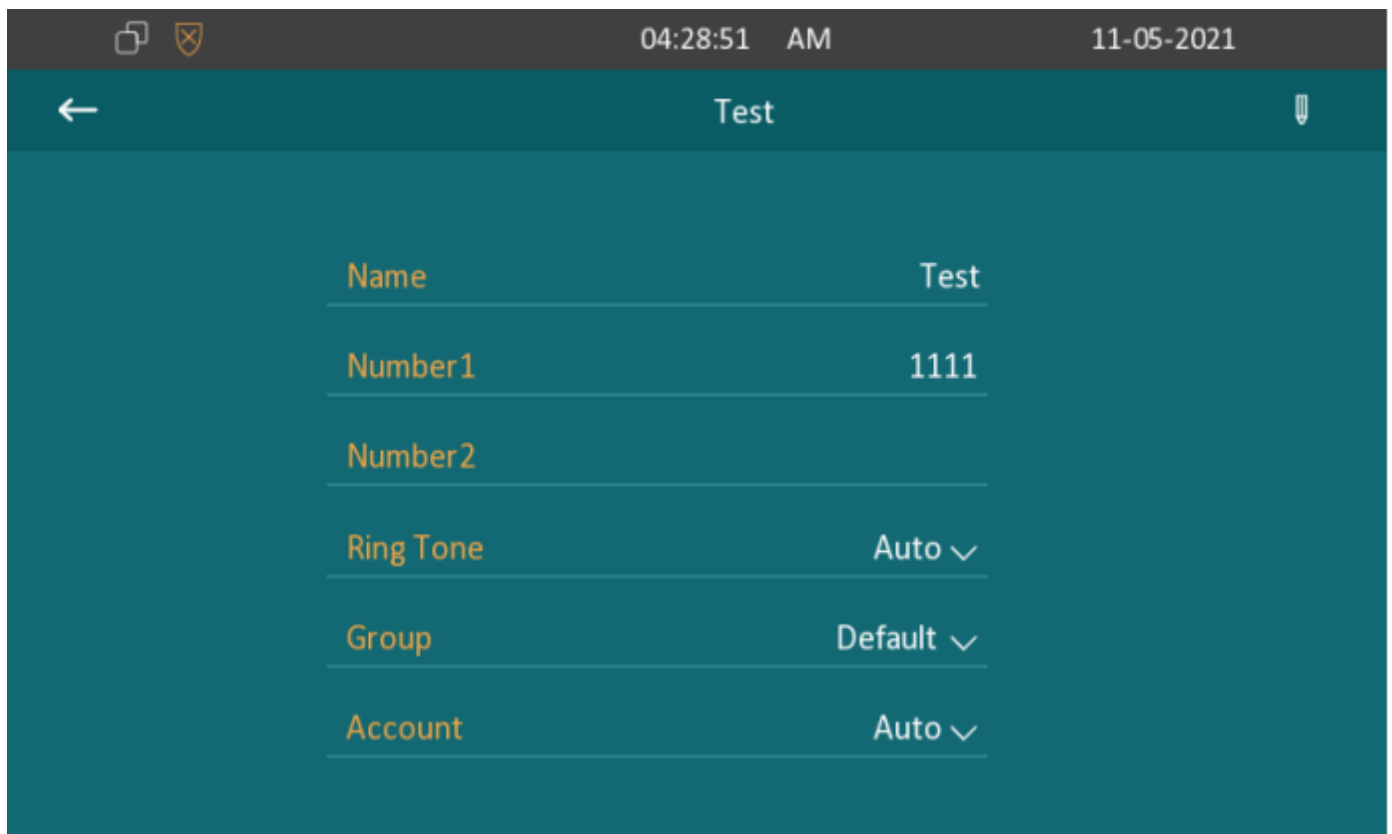 04:28:51 AM 11-05-2021
Test
Name Test
Number1 1111
Number2
Ring Tone Auto
Group Default
Account Auto